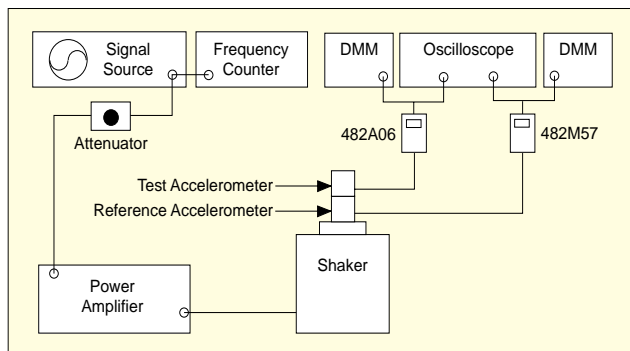 Signal
Source
Frequency
Counter
DMM
Oscilloscope
DMM
Attenuator
482A06
482M57
Test Accelerometer
Reference Accelerometer
Shaker
Power
Amplifier